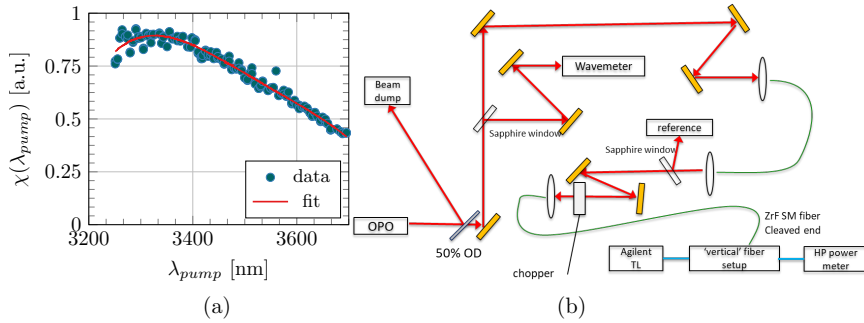 1
0.75
0.5
0.25
0
χ(λpump) [a.u.]
data
fit
3200
3400
3600
λpump [nm]
(a)
Beam
dump
Wavemeter
Sapphire window
reference
Sapphire window
OPO
50% OD
chopper
ZrF SM fiber
Cleaved end
Agilent
TL
'vertical' fiber
setup
HP power
meter
(b)